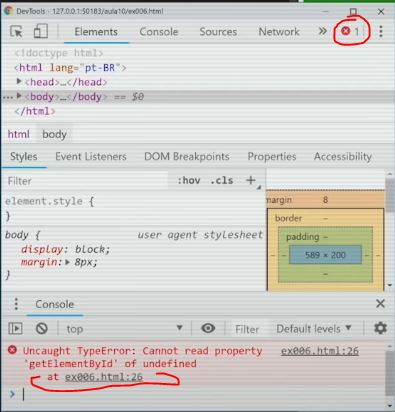 DevTools - 127.0.0.1:50183/aula10/ex006.html
Elements Console Sources Network » 1
<!doctype html>
<html lang="pt-BR">
<head>…</head>
<body>…</body> == $0
</html>
html body
Styles Event Listeners DOM Breakpoints Properties Accessibility
Filter :hov .cls +
element.style {
}
body { user agent stylesheet
display: block;
margin: 8px;
}
margin 8
border –
padding –
589 × 200
Console
top Filter Default levels
Uncaught TypeError: Cannot read property ex006.html:26
'getElementById' of undefined
at ex006.html:26